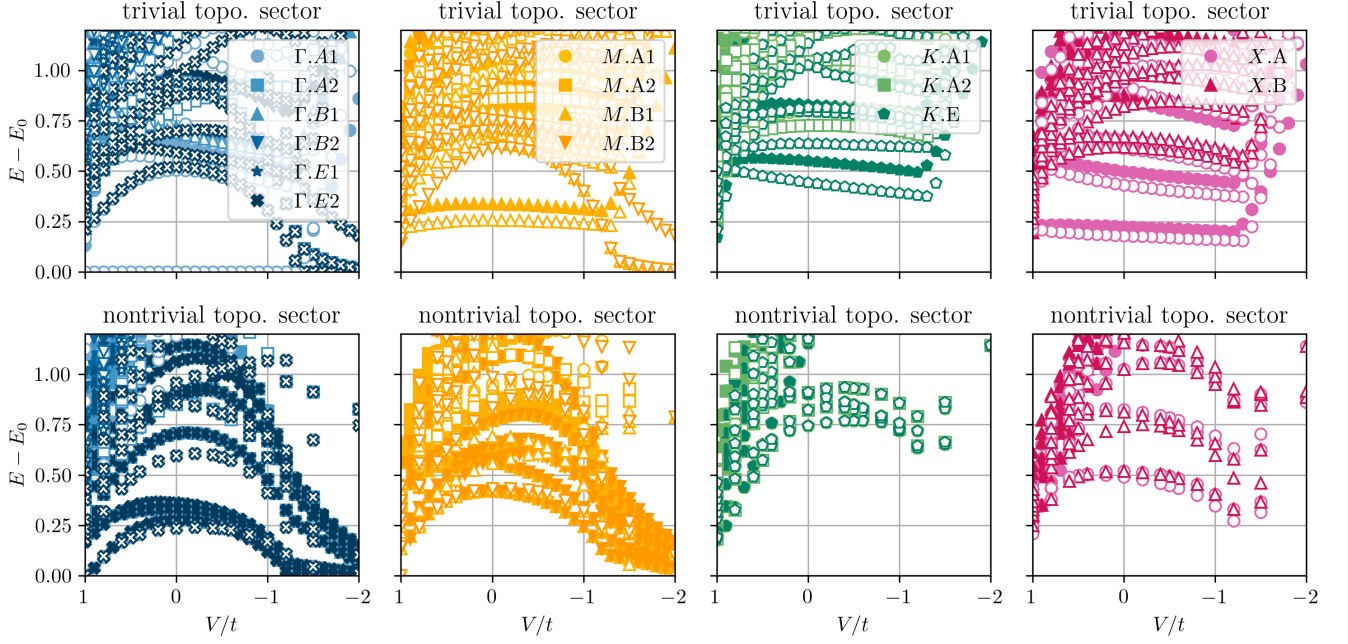 trivial topo. sector
trivial topo. sector
trivial topo. sector
trivial topo. sector
1.00
0.75
0.50
0.25
0.00
E − E₀
Γ.A1
Γ.A2
Γ.B1
Γ.B2
Γ.E1
Γ.E2
M.A1
M.A2
M.B1
M.B2
K.A1
K.A2
K.E
X.A
X.B
nontrivial topo. sector
nontrivial topo. sector
nontrivial topo. sector
nontrivial topo. sector
1.00
0.75
0.50
0.25
0.00
E − E₀
1 0 −1 −2
1 0 −1 −2
1 0 −1 −2
1 0 −1 −2
V/t
V/t
V/t
V/t